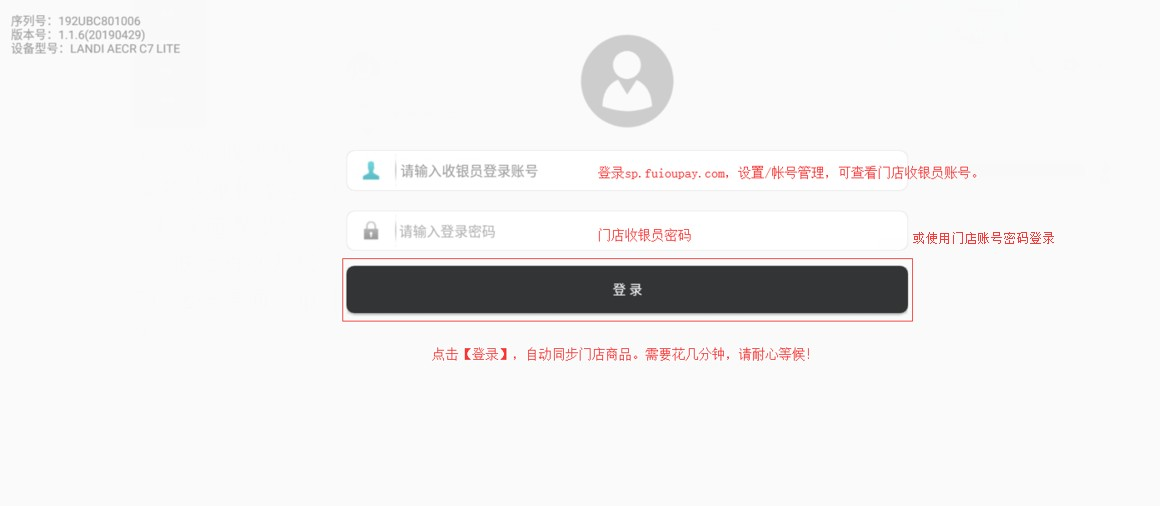 序列号：192UBC801006
版本号：1.1.6(20190429)
设备型号：LANDI AECR C7 LITE
请输入收银员登录账号
登录sp.fuioupay.com，设置/帐号管理，可查看门店收银员账号。
请输入登录密码
门店收银员密码
或使用门店账号密码登录
登 录
点击【登录】，自动同步门店商品。需要花几分钟，请耐心等候！